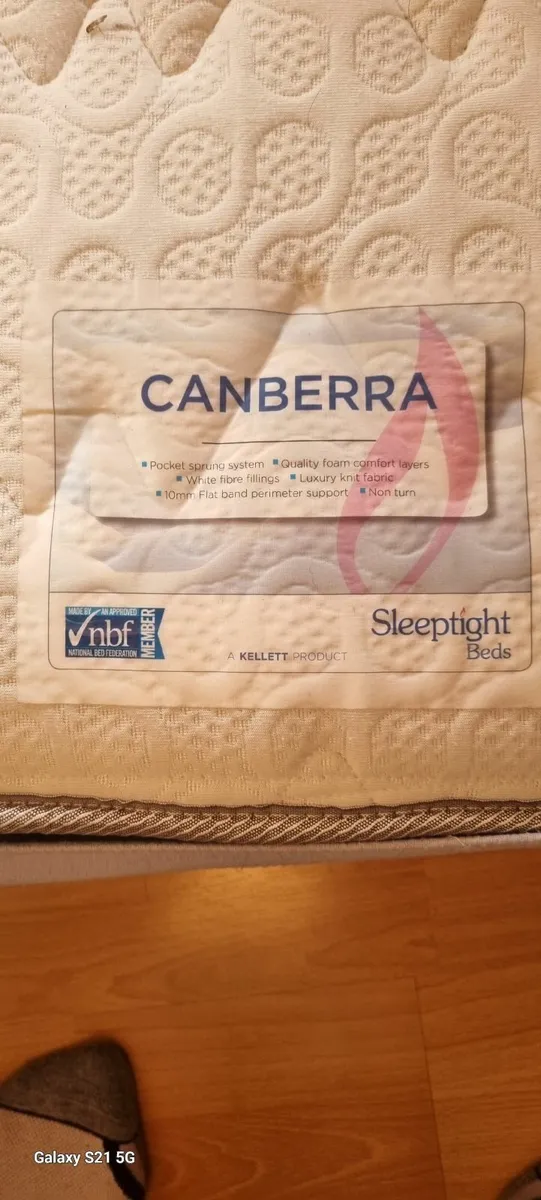 CANBERRA
▪ Pocket sprung system ▪ Quality foam comfort layers
▪ White fibre fillings ▪ Luxury knit fabric
▪ 10mm Flat band perimeter support ▪ Non turn
MADE BY AN APPROVED
nbf
NATIONAL BED FEDERATION
MEMBER
A KELLETT PRODUCT
Sleeptight
Beds
Galaxy S21 5G